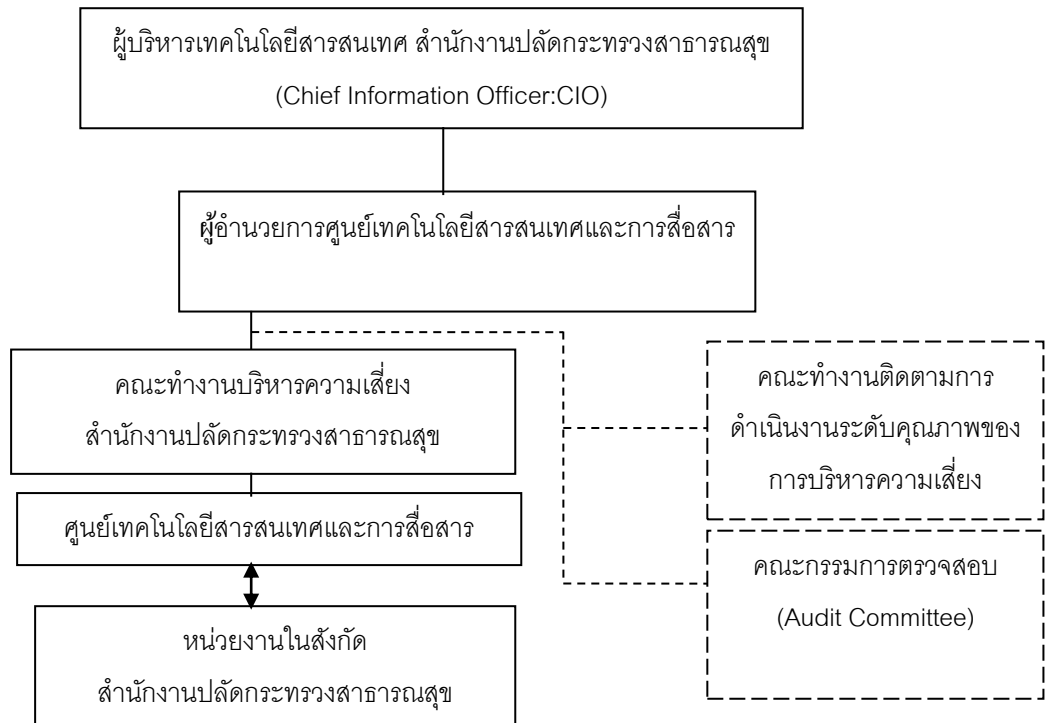 ผู้บริหารเทคโนโลยีสารสนเทศ สำนักงานปลัดกระทรวงสาธารณสุข
(Chief Information Officer:CIO)
ผู้อำนวยการศูนย์เทคโนโลยีสารสนเทศและการสื่อสาร
คณะทำงานบริหารความเสี่ยง
สำนักงานปลัดกระทรวงสาธารณสุข
คณะทำงานติดตามการ
ดำเนินงานระดับคุณภาพของ
การบริหารความเสี่ยง
ศูนย์เทคโนโลยีสารสนเทศและการสื่อสาร
คณะกรรมการตรวจสอบ
(Audit Committee)
หน่วยงานในสังกัด
สำนักงานปลัดกระทรวงสาธารณสุข